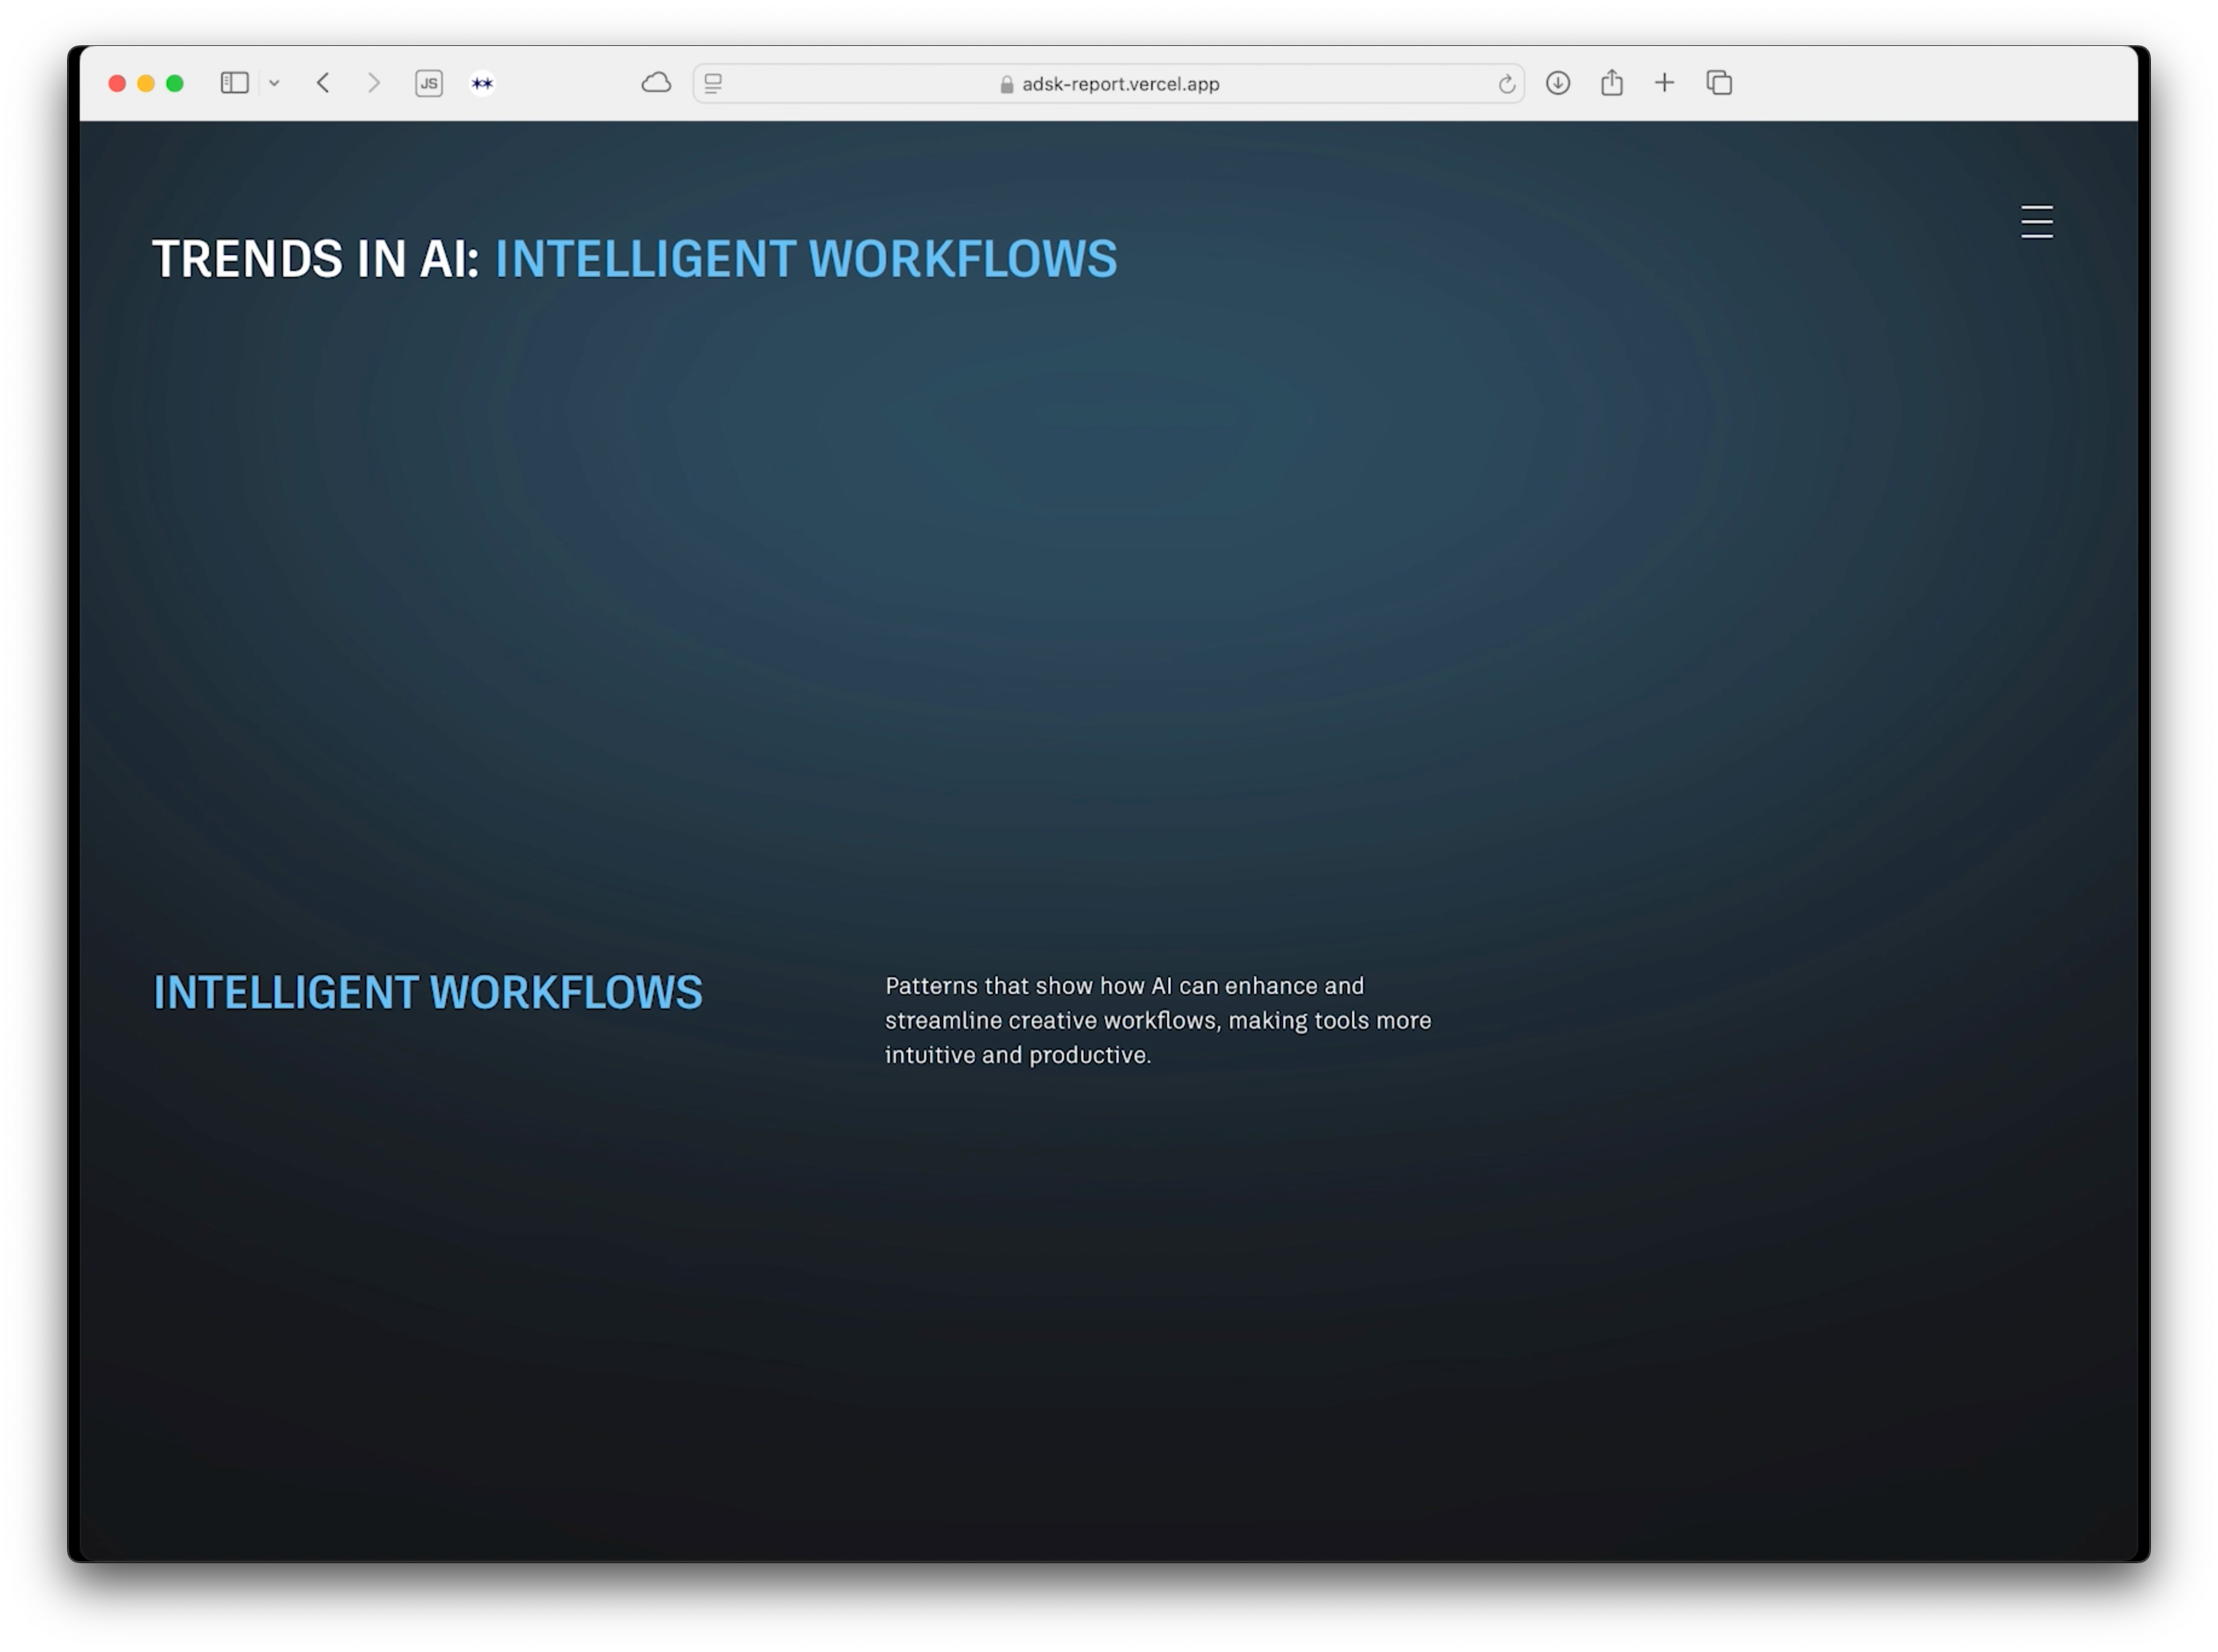 JS
adsk-report.vercel.app
TRENDS IN AI: INTELLIGENT WORKFLOWS
INTELLIGENT WORKFLOWS
Patterns that show how AI can enhance and
streamline creative workflows, making tools more
intuitive and productive.